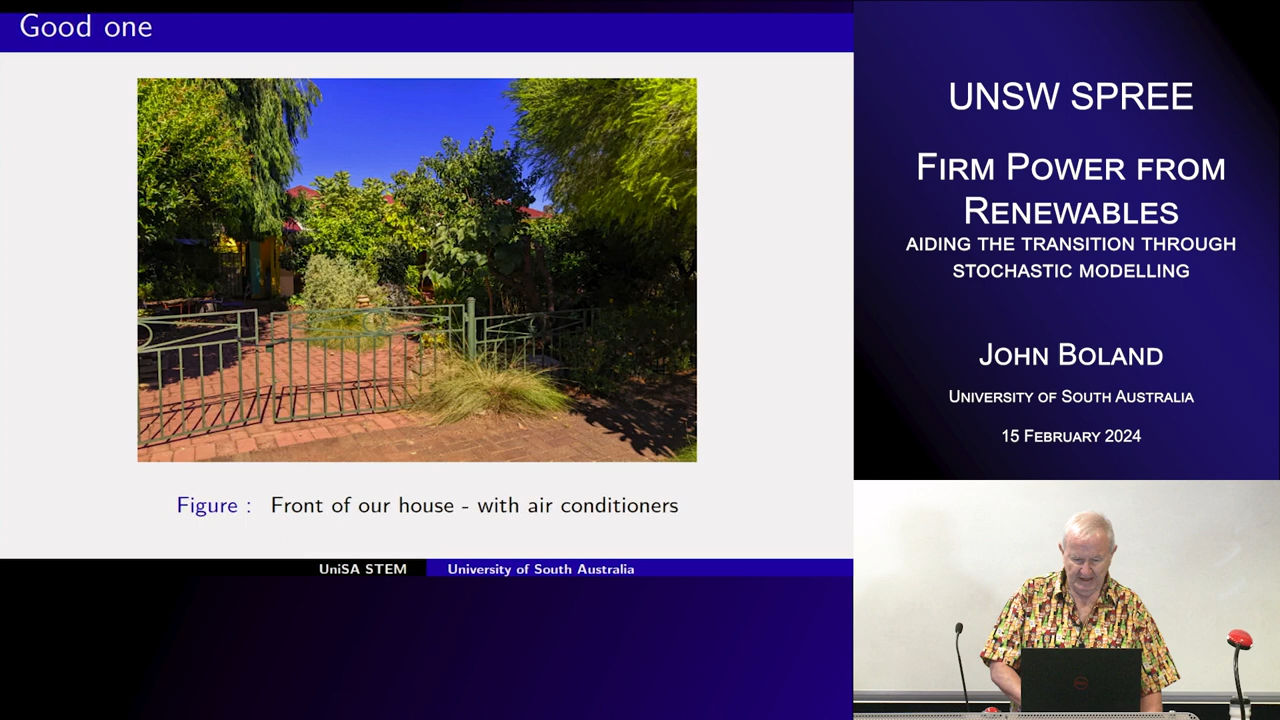 Good one
Figure : Front of our house - with air conditioners
UniSA STEM University of South Australia
UNSW SPREE
FIRM POWER FROM
RENEWABLES
AIDING THE TRANSITION THROUGH
STOCHASTIC MODELLING
JOHN BOLAND
UNIVERSITY OF SOUTH AUSTRALIA
15 FEBRUARY 2024